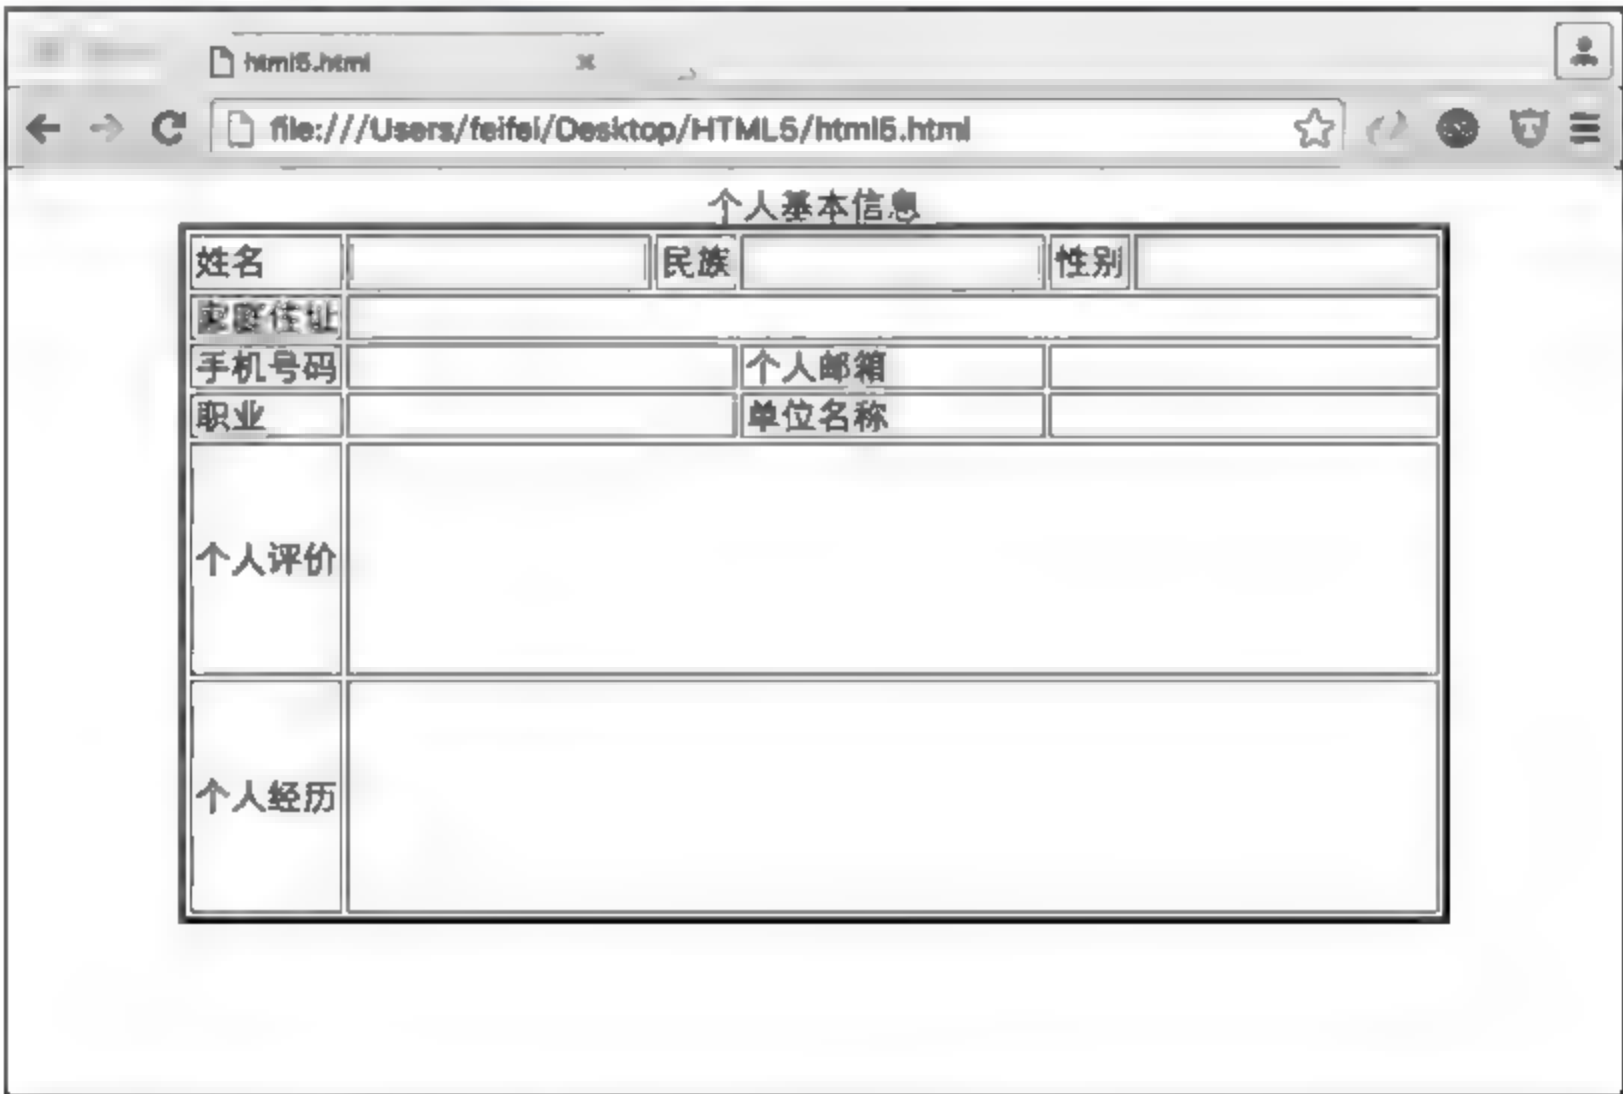 html5.html
file:///Users/feifei/Desktop/HTML5/html5.html
个人基本信息
姓名 民族 性别
家庭住址
手机号码 个人邮箱
职业 单位名称
个人评价
个人经历